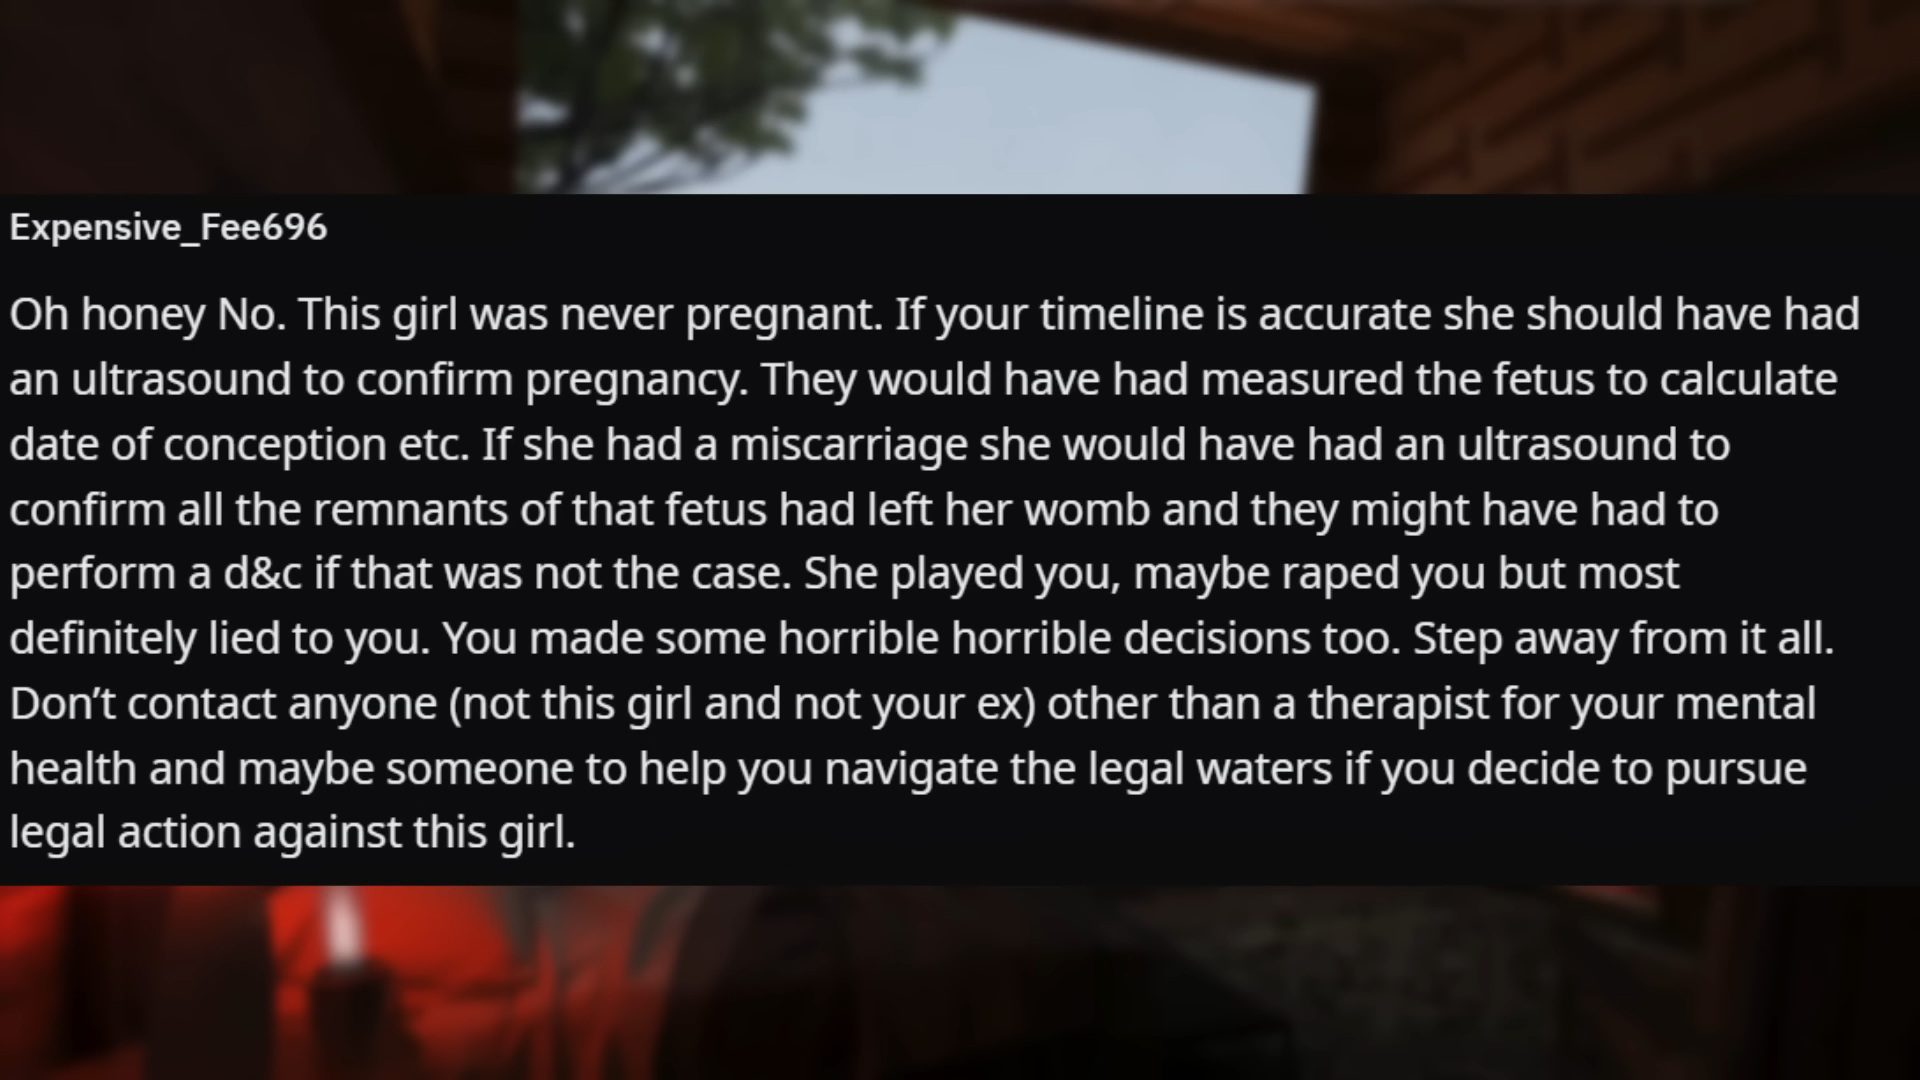 Expensive_Fee696
Oh honey No. This girl was never pregnant. If your timeline is accurate she should have had
an ultrasound to confirm pregnancy. They would have had measured the fetus to calculate
date of conception etc. If she had a miscarriage she would have had an ultrasound to
confirm all the remnants of that fetus had left her womb and they might have had to
perform a d&c if that was not the case. She played you, maybe raped you but most
definitely lied to you. You made some horrible horrible decisions too. Step away from it all.
Don’t contact anyone (not this girl and not your ex) other than a therapist for your mental
health and maybe someone to help you navigate the legal waters if you decide to pursue
legal action against this girl.